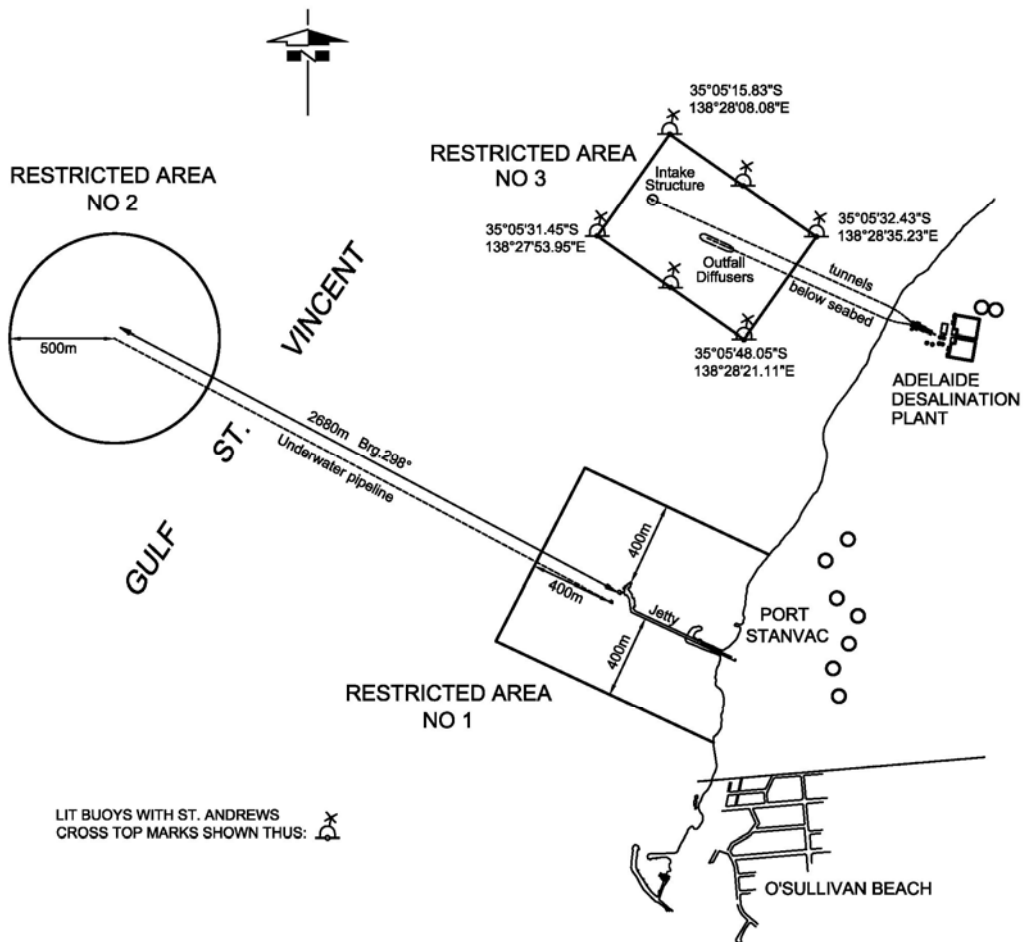 N
35°05'15.83"S
138°28'08.08"E
RESTRICTED AREA
NO 3
RESTRICTED AREA
NO 2
Intake
Structure
35°05'31.45"S
138°27'53.95"E
35°05'32.43"S
138°28'35.23"E
Outfall
Diffusers
tunnels
below seabed
VINCENT
500m
35°05'48.05"S
138°28'21.11"E
ADELAIDE
DESALINATION
PLANT
ST.
2680m Brg.298°
Underwater pipeline
GULF
400m
400m
Jetty
400m
PORT
STANVAC
RESTRICTED AREA
NO 1
LIT BUOYS WITH ST. ANDREWS
CROSS TOP MARKS SHOWN THUS:
O'SULLIVAN BEACH